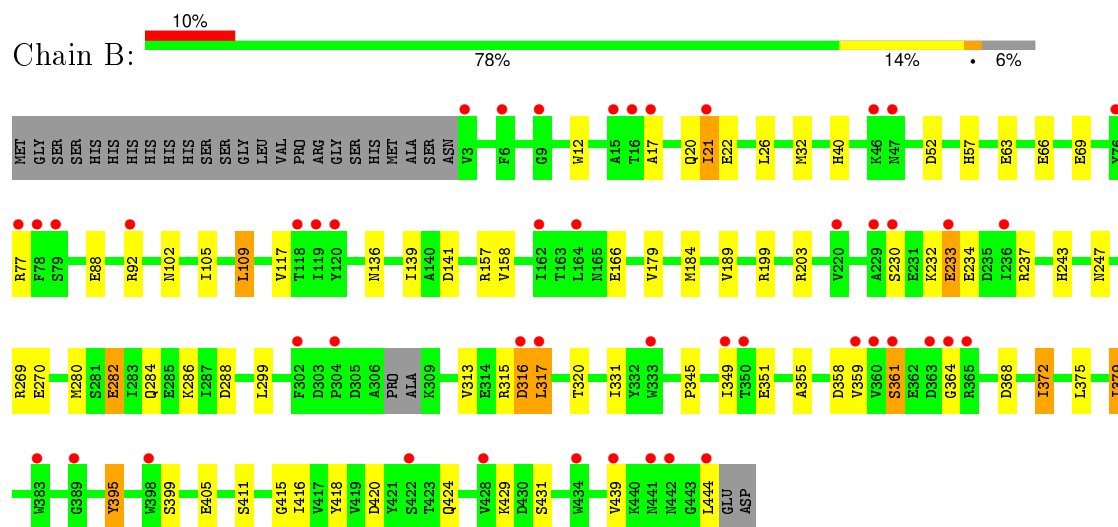 10%
Chain B: 78% 14% • 6%
MET GLY SER SER HIS HIS HIS HIS HIS HIS SER SER GLY LEU VAL PRO ARG GLY SER HIS MET ALA SER ASN V3 F6 G9 W12 A15 T16 A17 Q20 I21 E22 L26 M32 H40 K46 N47 D52 H57 E63 E66 E69 Y76
R77 F78 S79 E88 R92 N102 I105 L109 V117 T118 I119 Y120 N136 I139 A140 D141 R157 V158 I162 T163 L164 N165 E166 V179 M184 V189 R199 R203 V220 A229 S230 E231 K232 E233 E234 D235 I236 R237 H243 N247
R269 E270 M280 S281 E282 I283 Q284 E285 K286 I287 D288 L299 F302 D303 P304 D305 A306 PRO ALA K309 V313 E314 R315 D316 L317 T320 I331 Y332 W333 P345 I349 T350 E351 A355 D358 V359 V360 S361 E362 D363 G364 R365 D368 I372 L375
W383 G389 Y395 W398 S399 E405 S411 G415 I416 V417 Y418 V419 D420 Y421 S422 T423 Q424 V428 K429 D430 S431 W434 V439 K440 N441 N442 G443 L444 GLU ASP